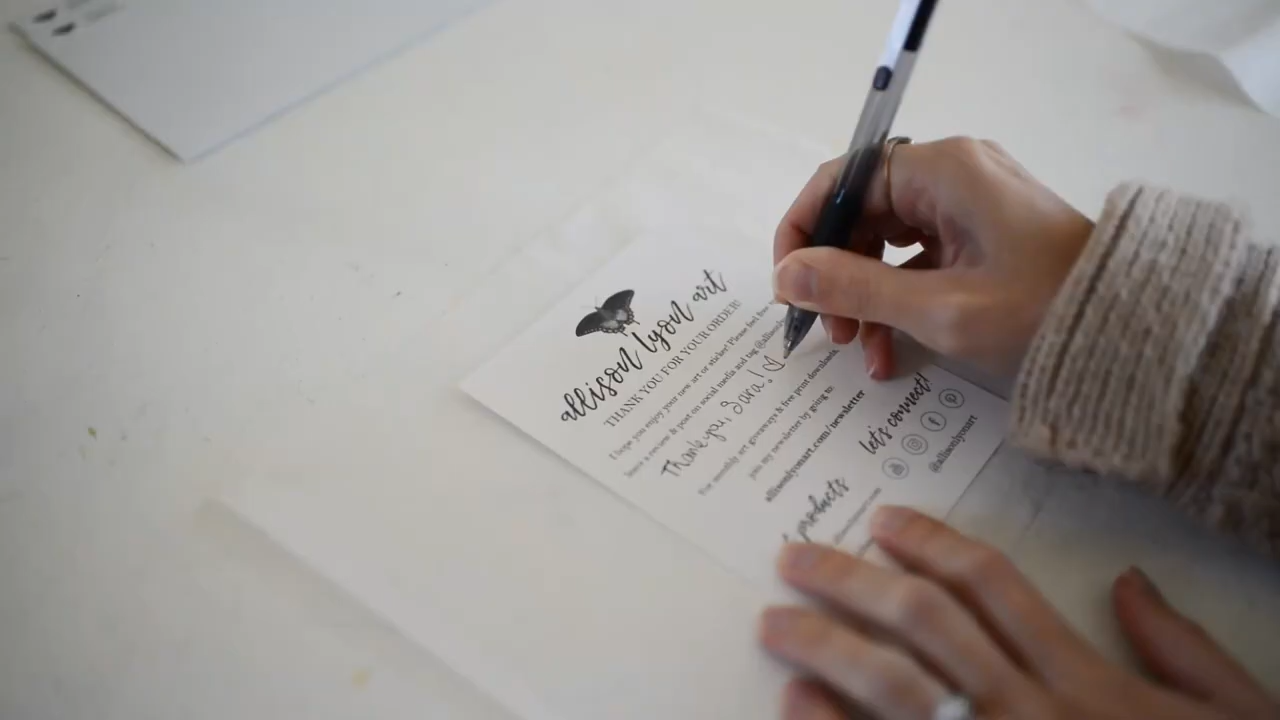 allison lyon art
THANK YOU FOR YOUR ORDER!
I hope you enjoy your new art or sticker! Please feel free
leave a review & post on social media and tag
Thank you, Sara! ♡
For monthly art giveaways & free print downloads
my newsletter by going to:
allisonlyonart.com/newsletter
let's connect!
@allisonlyonart
products